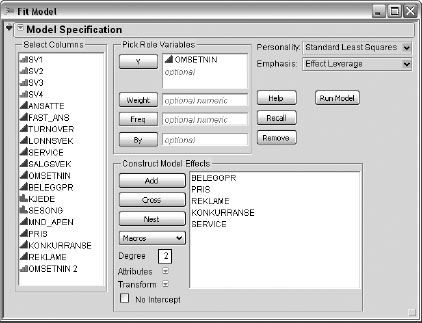 Fit Model
Model Specification
Select Columns
SV1
SV2
SV3
SV4
ANSATTE
FAST_ANS
TURNOVER
LONNSVEK
SERVICE
SALGSVEK
OMSETNIN
BELEGGPR
KJEDE
SESONG
MND_APEN
PRIS
KONKURRANSE
REKLAME
OMSETNIN 2
Pick Role Variables
Y
OMSETNIN
optional
Weight
optional numeric
Freq
optional numeric
By
optional
Personality: Standard Least Squares
Emphasis: Effect Leverage
Help
Run Model
Recall
Remove
Construct Model Effects
Add
Cross
Nest
Macros
Degree 2
Attributes
Transform
No Intercept
BELEGGPR
PRIS
REKLAME
KONKURRANSE
SERVICE